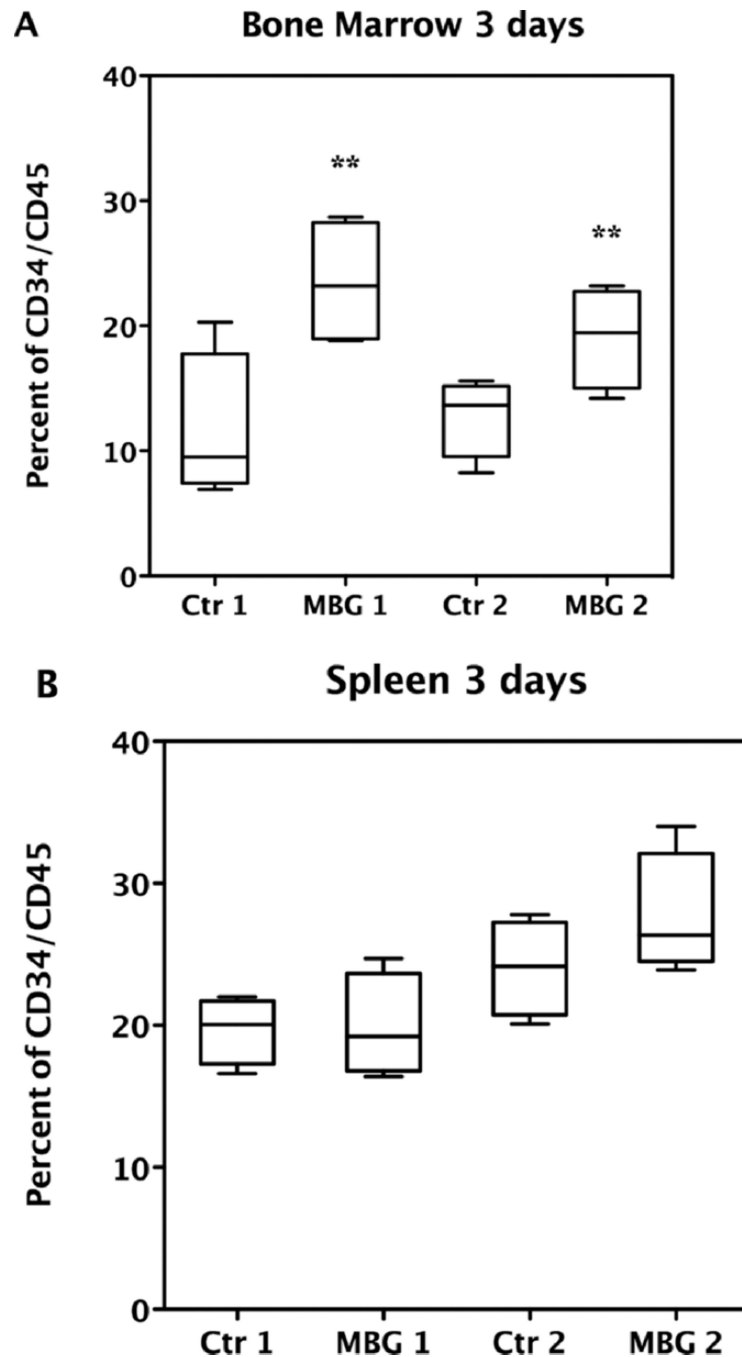 A
Bone Marrow 3 days
Percent of CD34/CD45
40
30
20
10
0
**
**
Ctr 1 MBG 1 Ctr 2 MBG 2
B
Spleen 3 days
Percent of CD34/CD45
40
30
20
10
0
Ctr 1 MBG 1 Ctr 2 MBG 2